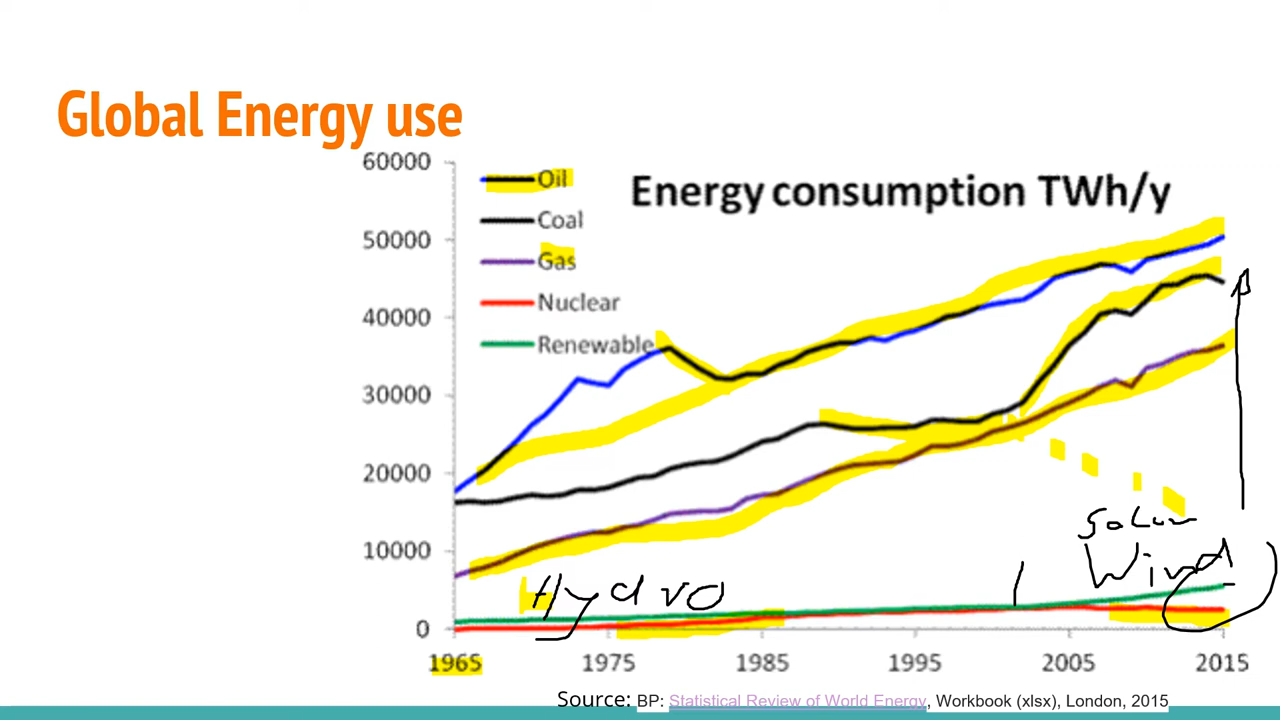 Global Energy use
Energy consumption TWh/y
60000
50000
40000
30000
20000
10000
0
Oil
Coal
Gas
Nuclear
Renewable
Hydro
Solar
Wind
1965 1975 1985 1995 2005 2015
Source: BP: Statistical Review of World Energy, Workbook (xlsx), London, 2015